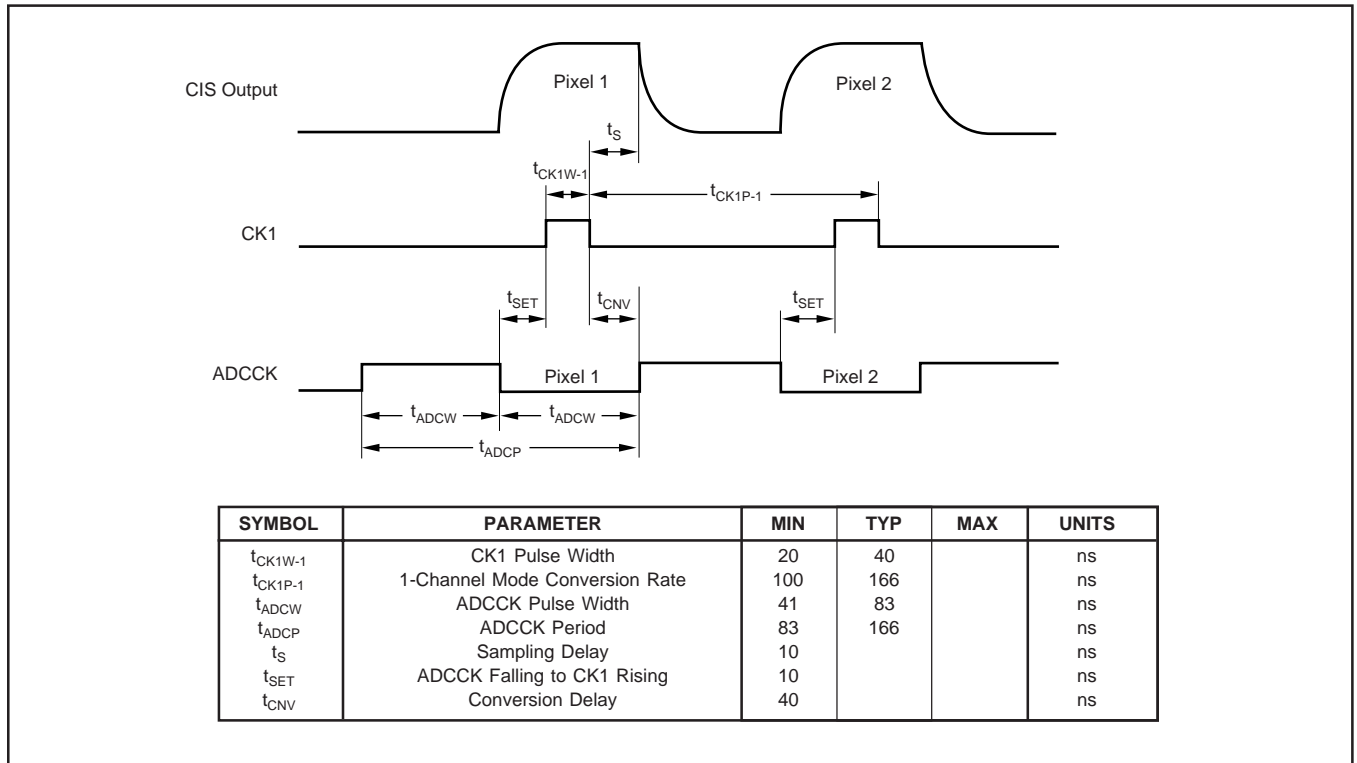 CIS Output
Pixel 1
Pixel 2
tS
tCK1W-1
tCK1P-1
CK1
tSET
tCNV
tSET
ADCCK
Pixel 1
Pixel 2
tADCW
tADCW
tADCP
SYMBOL PARAMETER MIN TYP MAX UNITS
tCK1W-1 CK1 Pulse Width 20 40 ns
tCK1P-1 1-Channel Mode Conversion Rate 100 166 ns
tADCW ADCCK Pulse Width 41 83 ns
tADCP ADCCK Period 83 166 ns
tS Sampling Delay 10 ns
tSET ADCCK Falling to CK1 Rising 10 ns
tCNV Conversion Delay 40 ns